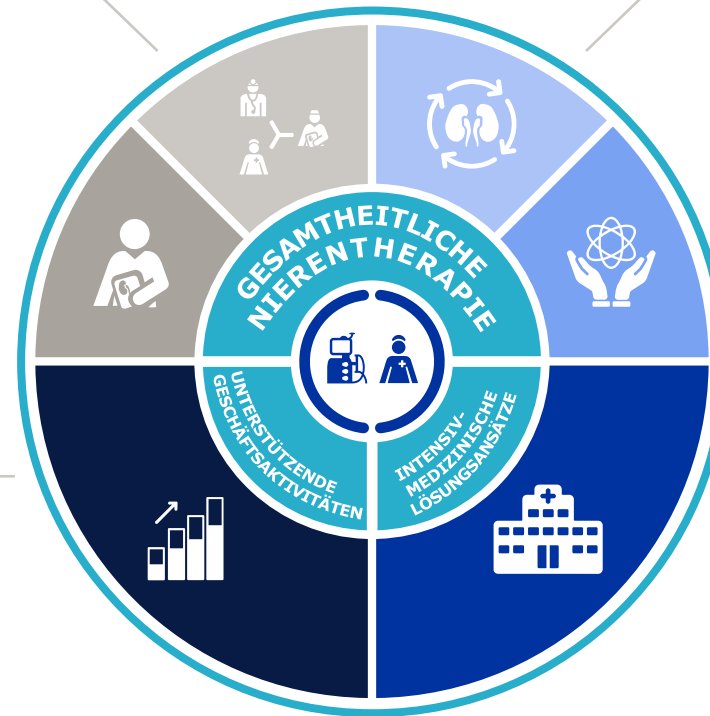 GESAMTHEITLICHE
NIERENTHERAPIE
UNTERSTÜTZENDE
GESCHÄFTSAKTIVITÄTEN
INTENSIV-
MEDIZINISCHE
LÖSUNGSANSÄTZE